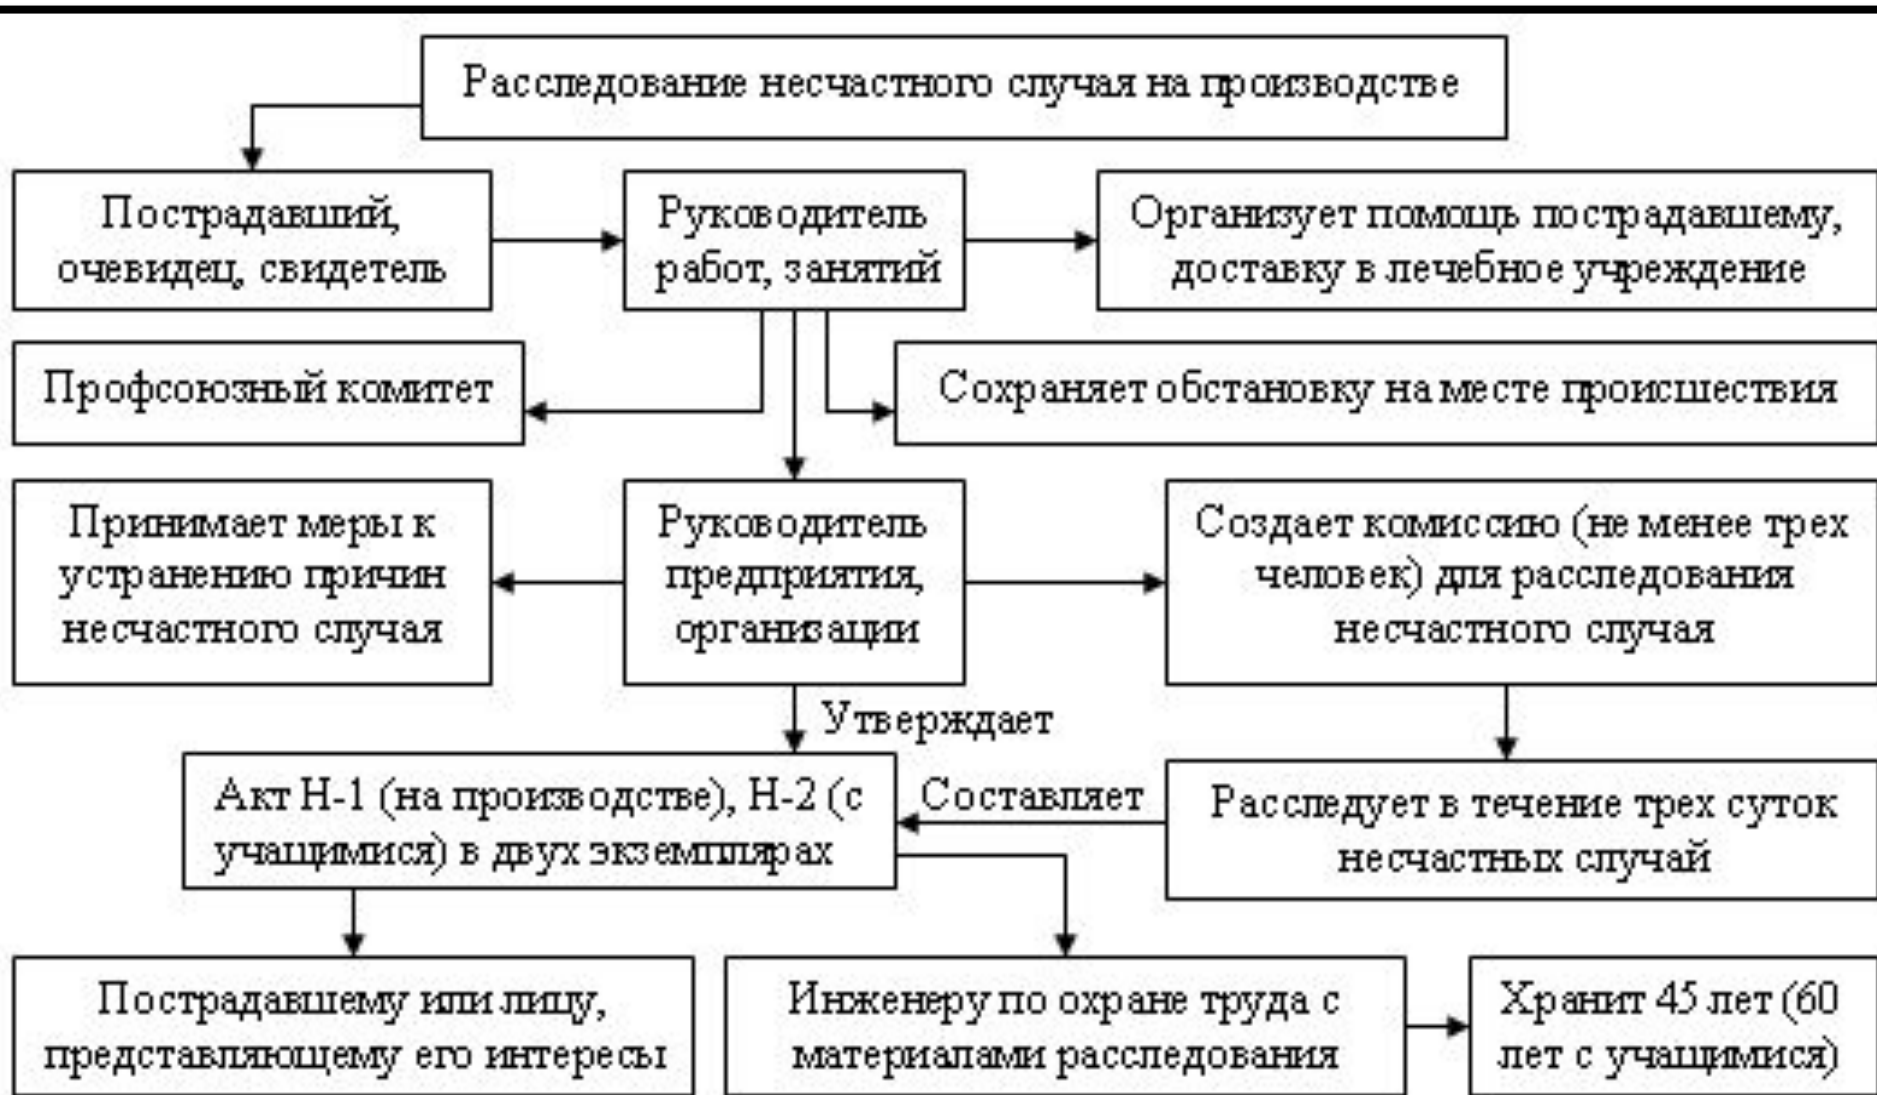 Расследование несчастного случая на производстве
Пострадавший,
очевидец, свидетель
Руководитель
работ, занятий
Организует помощь пострадавшему,
доставку в лечебное учреждение
Профсоюзный комитет
Сохраняет обстановку на месте происшествия
Принимает меры к
устранению причин
несчастного случая
Руководитель
предприятия,
организации
Создает комиссию (не менее трех
человек) для расследования
несчастного случая
Утверждает
Акт Н-1 (на производстве), Н-2 (с
учащимися) в двух экземплярах
Составляет
Расследует в течение трех суток
несчастных случай
Пострадавшему или лицу,
представляющему его интересы
Инженеру по охране труда с
материалами расследования
Хранит 45 лет (60
лет с учащимися)